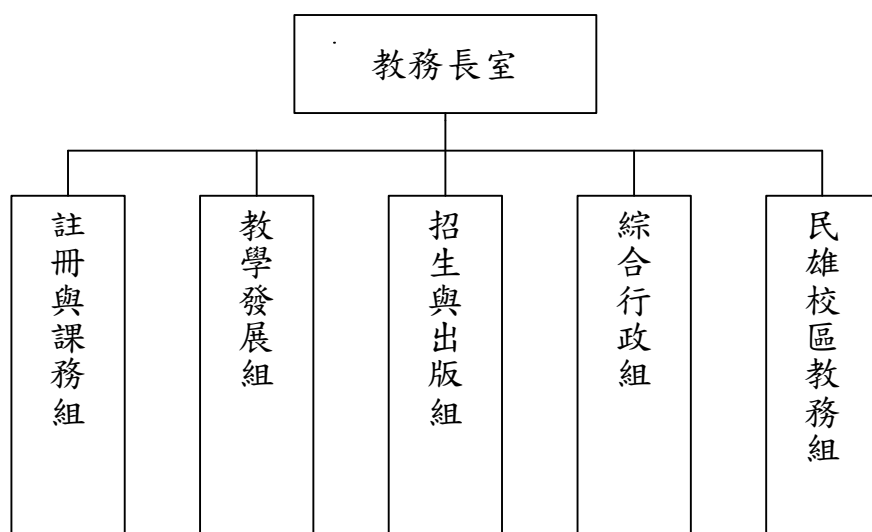 教務長室
註冊與課務組
教學發展組
招生與出版組
綜合行政組
民雄校區教務組